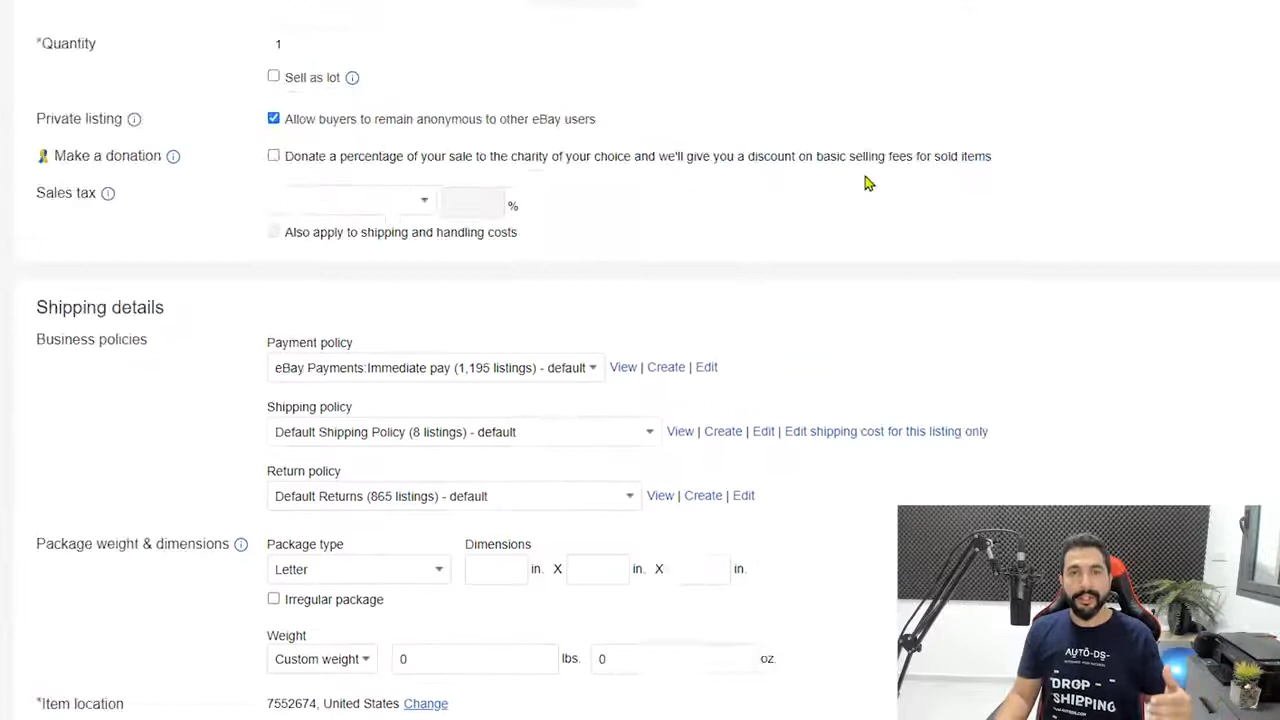 *Quantity
1
Sell as lot
Private listing
Allow buyers to remain anonymous to other eBay users
Make a donation
Donate a percentage of your sale to the charity of your choice and we'll give you a discount on basic selling fees for sold items
Sales tax
%
Also apply to shipping and handling costs
Shipping details
Business policies
Payment policy
eBay Payments:Immediate pay (1,195 listings) - default
View | Create | Edit
Shipping policy
Default Shipping Policy (8 listings) - default
View | Create | Edit | Edit shipping cost for this listing only
Return policy
Default Returns (865 listings) - default
View | Create | Edit
Package weight & dimensions
Package type
Dimensions
Letter
in. X in. X in.
Irregular package
Weight
Custom weight
0 lbs. 0 oz.
*Item location
7552674, United States Change
AUTO-DS-
DROP
SHIPPING